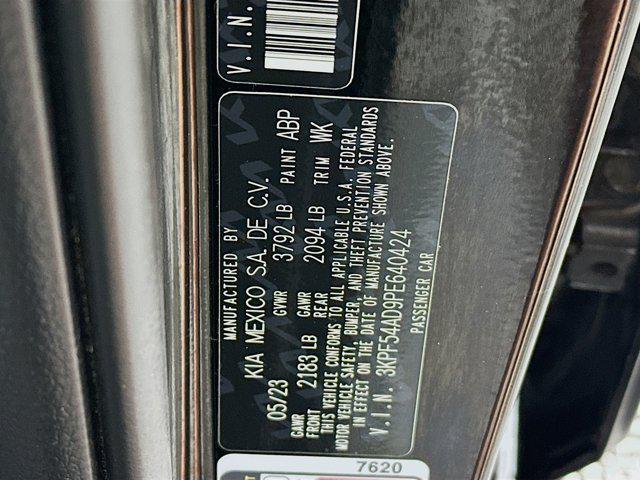 V.I.N.
MANUFACTURED BY
KIA MEXICO S.A. DE C.V.
05/23 GVWR 3792 LB PAINT ABP
GAWR FRONT 2183 LB GAWR REAR 2094 LB TRIM WK
THIS VEHICLE CONFORMS TO ALL APPLICABLE U.S.A. FEDERAL
MOTOR VEHICLE SAFETY, BUMPER, AND THEFT PREVENTION STANDARDS
IN EFFECT ON THE DATE OF MANUFACTURE SHOWN ABOVE.
V.I.N. 3KPF54AD9PE640424
PASSENGER CAR
7620